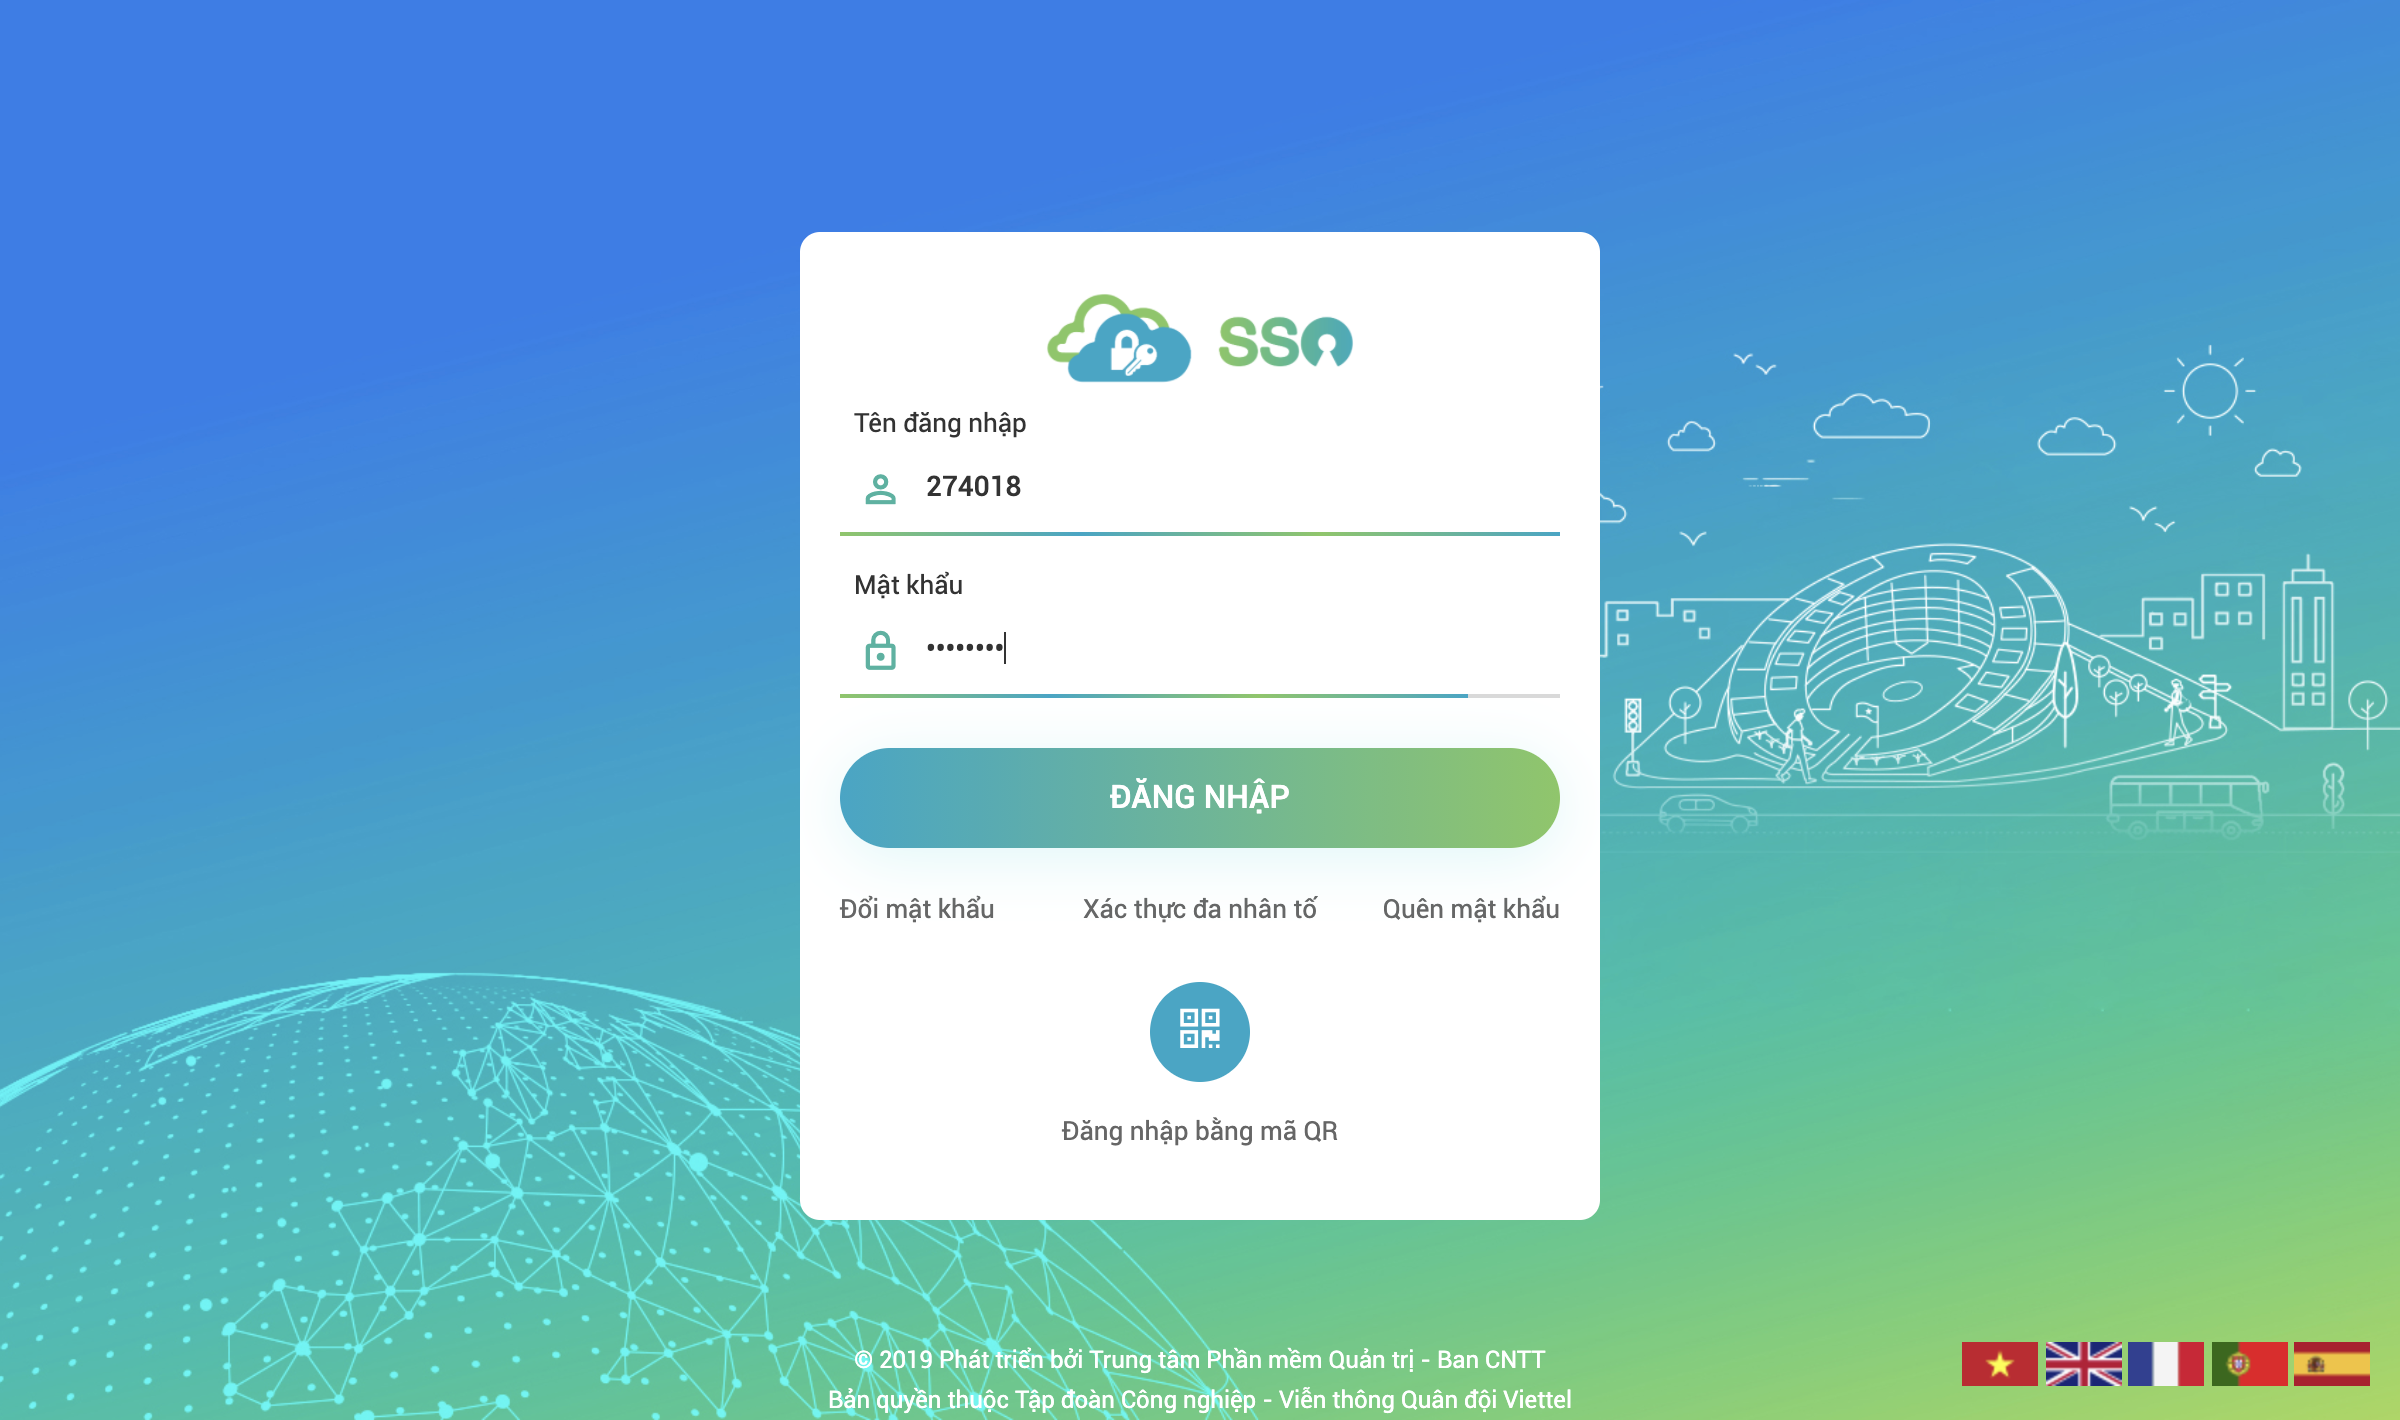 SSO
Tên đăng nhập
274018
Mật khẩu
••••••••
ĐĂNG NHẬP
Đổi mật khẩu Xác thực đa nhân tố Quên mật khẩu
Đăng nhập bằng mã QR
© 2019 Phát triển bởi Trung tâm Phần mềm Quản trị - Ban CNTT
Bản quyền thuộc Tập đoàn Công nghiệp - Viễn thông Quân đội Viettel